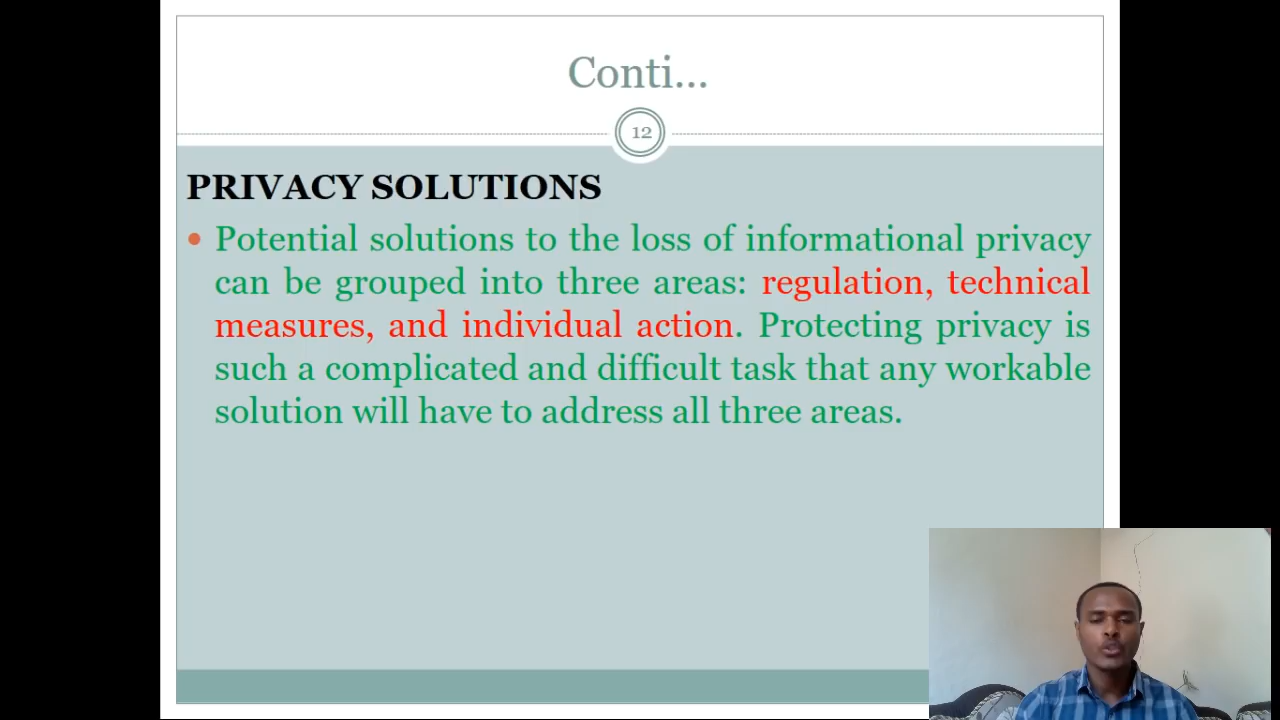 Conti...
12
PRIVACY SOLUTIONS
• Potential solutions to the loss of informational privacy
can be grouped into three areas: regulation, technical
measures, and individual action. Protecting privacy is
such a complicated and difficult task that any workable
solution will have to address all three areas.